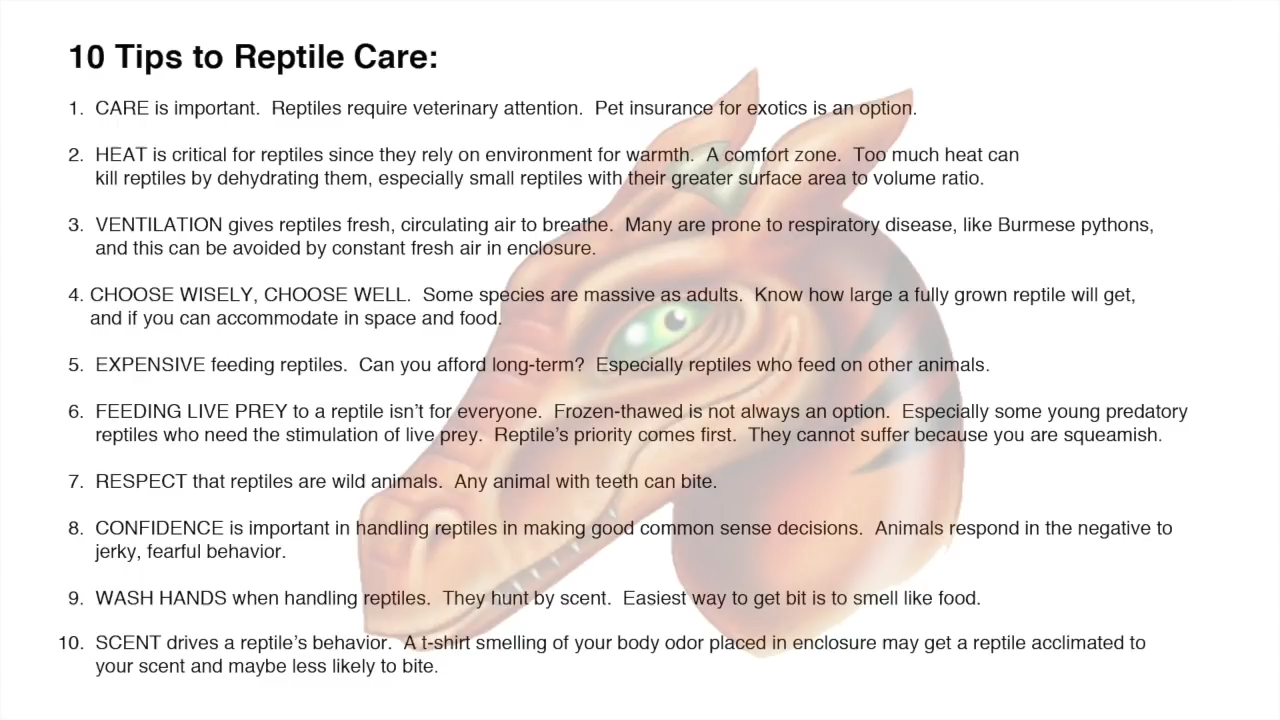 10 Tips to Reptile Care:
1. CARE is important. Reptiles require veterinary attention. Pet insurance for exotics is an option.
2. HEAT is critical for reptiles since they rely on environment for warmth. A comfort zone. Too much heat can
kill reptiles by dehydrating them, especially small reptiles with their greater surface area to volume ratio.
3. VENTILATION gives reptiles fresh, circulating air to breathe. Many are prone to respiratory disease, like Burmese pythons,
and this can be avoided by constant fresh air in enclosure.
4. CHOOSE WISELY, CHOOSE WELL. Some species are massive as adults. Know how large a fully grown reptile will get,
and if you can accommodate in space and food.
5. EXPENSIVE feeding reptiles. Can you afford long-term? Especially reptiles who feed on other animals.
6. FEEDING LIVE PREY to a reptile isn't for everyone. Frozen-thawed is not always an option. Especially some young predatory
reptiles who need the stimulation of live prey. Reptile's priority comes first. They cannot suffer because you are squeamish.
7. RESPECT that reptiles are wild animals. Any animal with teeth can bite.
8. CONFIDENCE is important in handling reptiles in making good common sense decisions. Animals respond in the negative to
jerky, fearful behavior.
9. WASH HANDS when handling reptiles. They hunt by scent. Easiest way to get bit is to smell like food.
10. SCENT drives a reptile's behavior. A t-shirt smelling of your body odor placed in enclosure may get a reptile acclimated to
your scent and maybe less likely to bite.